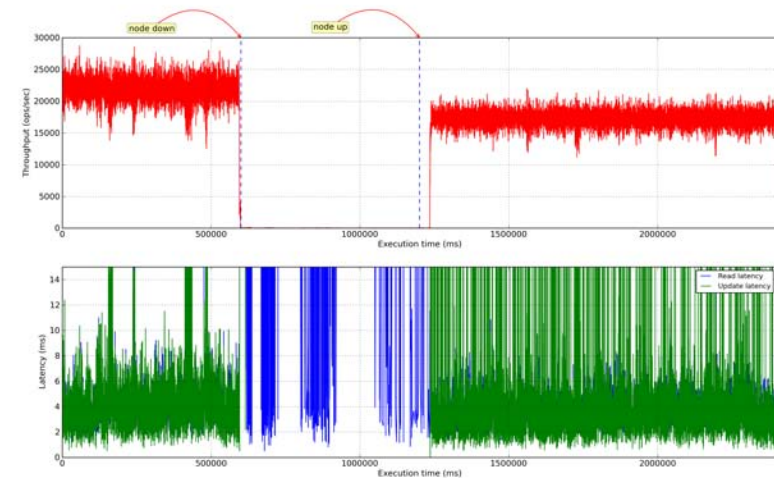 node down
node up
30000
25000
20000
15000
10000
5000
0
Throughput (ops/sec)
0 500000 1000000 1500000 2000000
Execution time (ms)
14
12
10
8
6
4
2
0
Latency (ms)
Read latency
Update latency
0 500000 1000000 1500000 2000000
Execution time (ms)